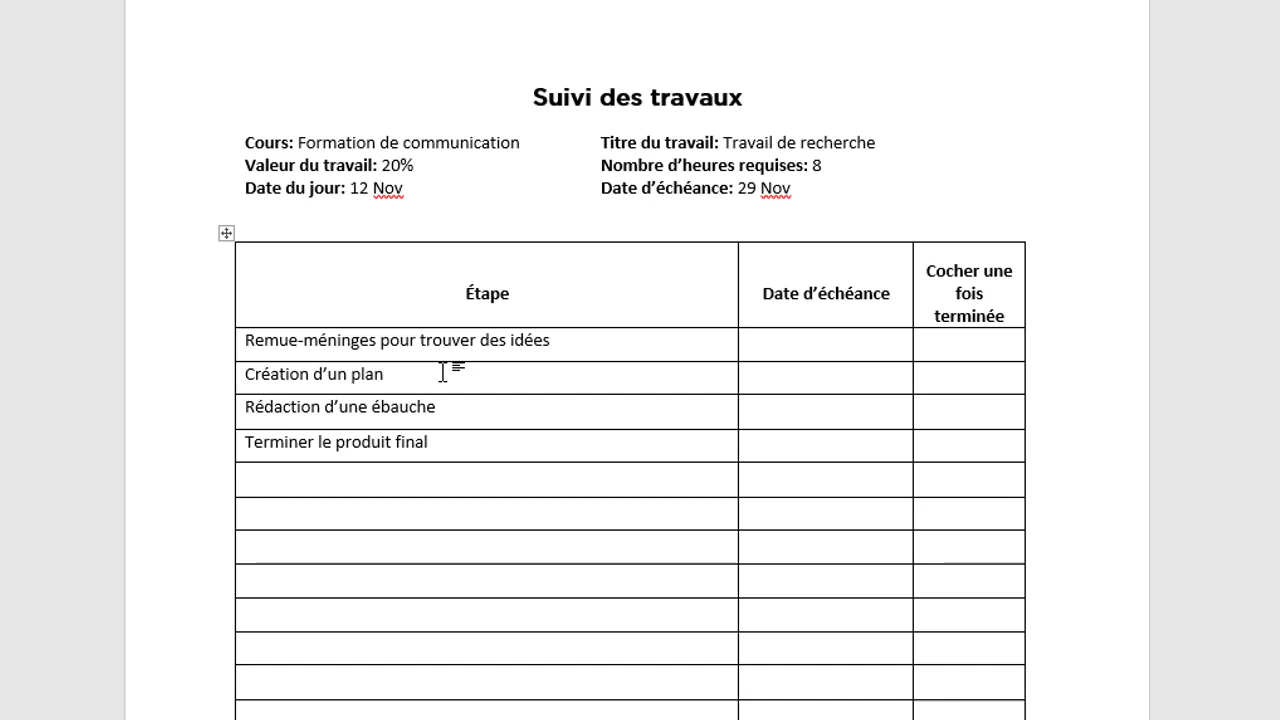 Suivi des travaux
Cours: Formation de communication
Valeur du travail: 20%
Date du jour: 12 Nov
Titre du travail: Travail de recherche
Nombre d’heures requises: 8
Date d’échéance: 29 Nov
Étape
Date d’échéance
Cocher une
fois
terminée
Remue-méninges pour trouver des idées
Création d’un plan
Rédaction d’une ébauche
Terminer le produit final